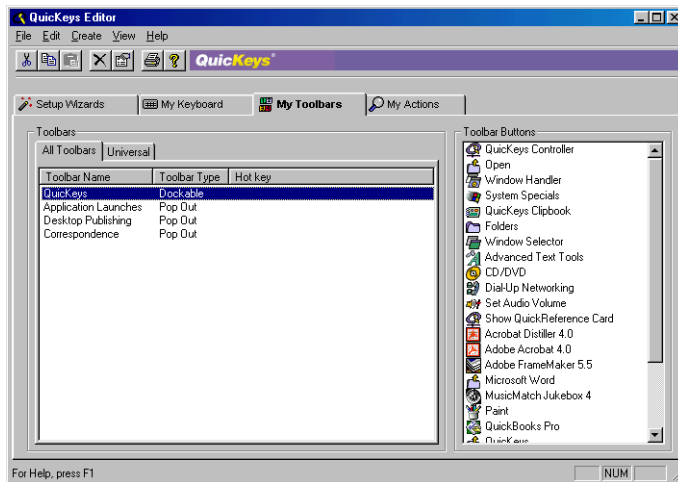 QuicKeys Editor
File Edit Create View Help
QuicKeys®
Setup Wizards My Keyboard My Toolbars My Actions
Toolbars
All Toolbars Universal
Toolbar Name Toolbar Type Hot key
QuicKeys Dockable
Application Launches Pop Out
Desktop Publishing Pop Out
Correspondence Pop Out
Toolbar Buttons
QuicKeys Controller
Open
Window Handler
System Specials
QuicKeys Clipbook
Folders
Window Selector
Advanced Text Tools
CD/DVD
Dial-Up Networking
Set Audio Volume
Show QuickReference Card
Acrobat Distiller 4.0
Adobe Acrobat 4.0
Adobe FrameMaker 5.5
Microsoft Word
MusicMatch Jukebox 4
Paint
QuickBooks Pro
QuicKeys
For Help, press F1 NUM